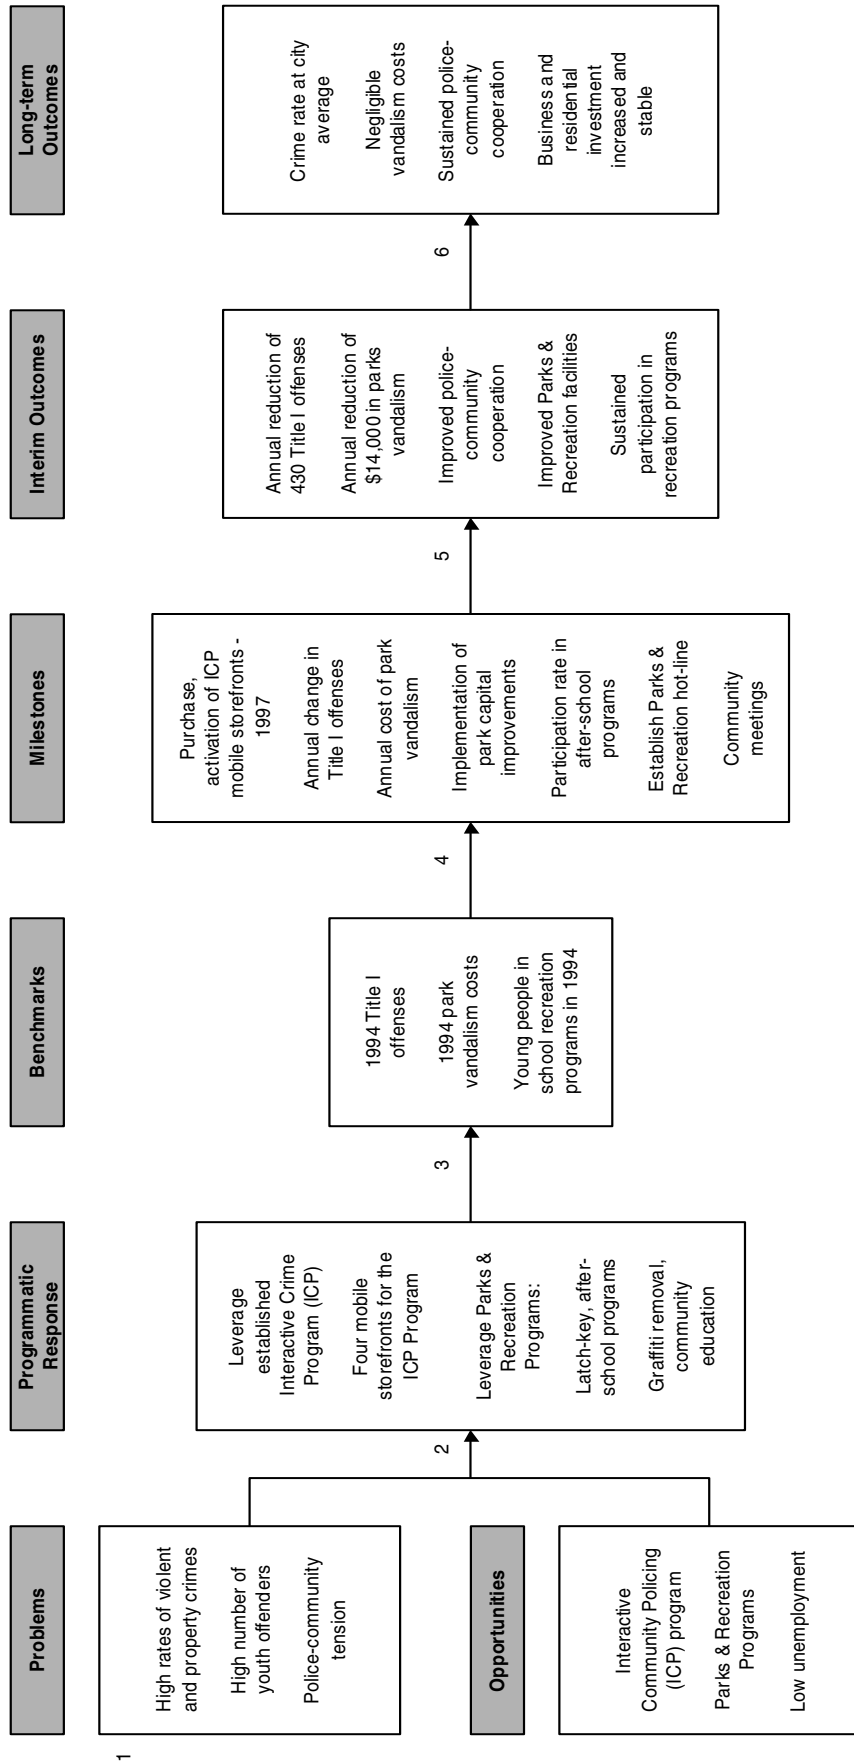 1
Problems
High rates of violent
and property crimes
High number of
youth offenders
Police-community
tension
Opportunities
Interactive
Community Policing
(ICP) program
Parks & Recreation
Programs
Low unemployment
2
Programmatic
Response
Leverage
established
Interactive Crime
Program (ICP)
Four mobile
storefronts for the
ICP Program
Leverage Parks &
Recreation
Programs:
Latch-key, after-
school programs
Graffiti removal,
community
education
3
Benchmarks
1994 Title I
offenses
1994 park
vandalism costs
Young people in
school recreation
programs in 1994
4
Milestones
Purchase,
activation of ICP
mobile storefronts -
1997
Annual change in
Title I offenses
Annual cost of park
vandalism
Implementation of
park capital
improvements
Participation rate in
after-school
programs
Establish Parks &
Recreation hot-line
Community
meetings
5
Interim Outcomes
Annual reduction of
430 Title I offenses
Annual reduction of
$14,000 in parks
vandalism
Improved police-
community
cooperation
Improved Parks &
Recreation facilities
Sustained
participation in
recreation programs
6
Long-term
Outcomes
Crime rate at city
average
Negligible
vandalism costs
Sustained police-
community
cooperation
Business and
residential
investment
increased and
stable